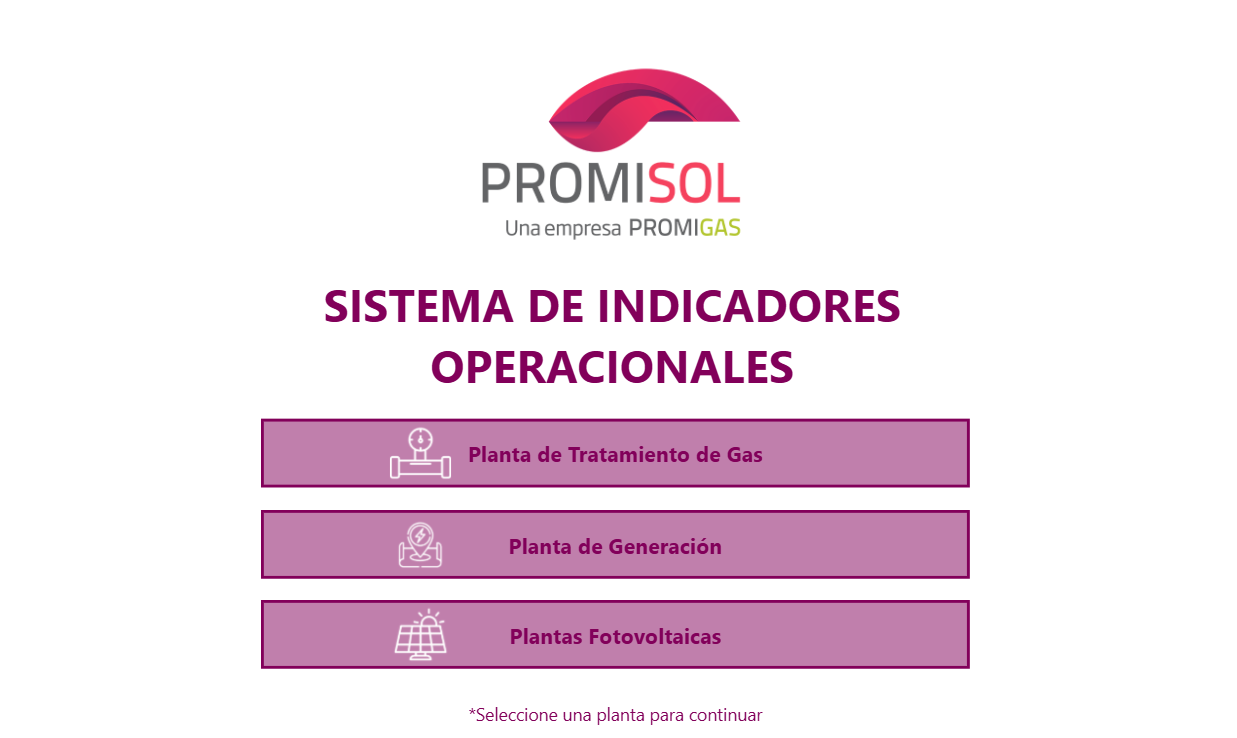 PROMISOL
Una empresa PROMIGAS
SISTEMA DE INDICADORES
OPERACIONALES
Planta de Tratamiento de Gas
Planta de Generación
Plantas Fotovoltaicas
*Seleccione una planta para continuar